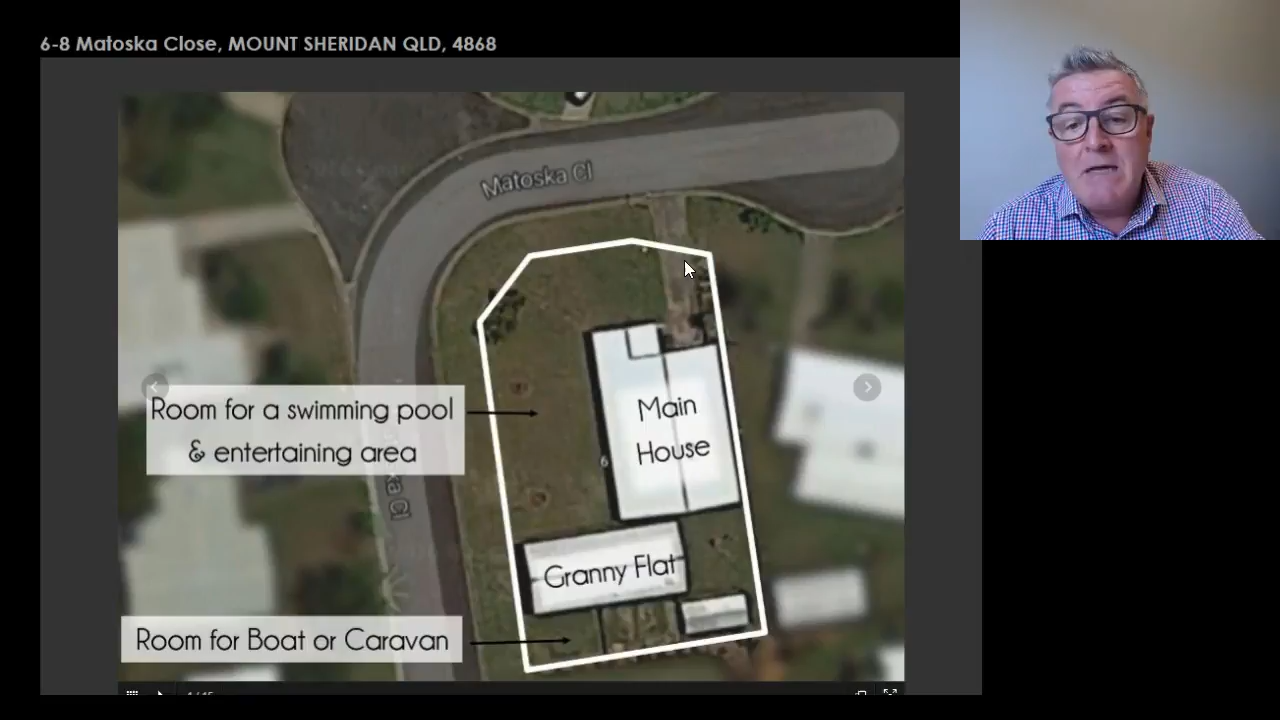 6-8 Matoska Close, MOUNT SHERIDAN QLD, 4868
Matoska Cl
Room for a swimming pool
& entertaining area
Main
House
6
Granny Flat
Room for Boat or Caravan